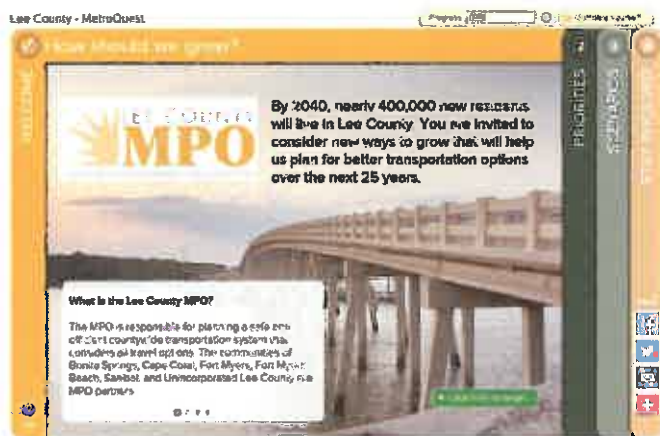 Lee County - MetroQuest
Progress
How should we grow?
WELCOME
LEE COUNTY
MPO
By 2040, nearly 400,000 new residents
will live in Lee County. You are invited to
consider new ways to grow that will help
us plan for better transportation options
over the next 25 years.
What is the Lee County MPO?
The MPO is responsible for planning a safe and
efficient countywide transportation system that
considers all travel options. The communities of
Bonita Springs, Cape Coral, Fort Myers, Fort Myers
Beach, Sanibel, and Unincorporated Lee County are
MPO partners
PRIORITIES
SCENARIOS